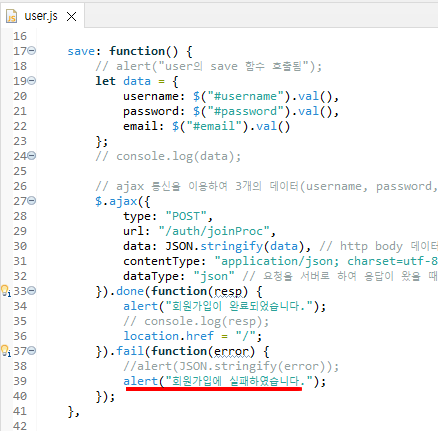 user.js
16
17 save: function() {
18 // alert("user의 save 함수 호출됨");
19 let data = {
20 username: $("#username").val(),
21 password: $("#password").val(),
22 email: $("#email").val()
23 };
24 // console.log(data);
25
26 // ajax 통신을 이용하여 3개의 데이터(username, password,
27 $.ajax({
28 type: "POST",
29 url: "/auth/joinProc",
30 data: JSON.stringify(data), // http body 데이터
31 contentType: "application/json; charset=utf-8
32 dataType: "json" // 요청을 서버로 하여 응답이 왔을 때
33 }).done(function(resp) {
34 alert("회원가입이 완료되었습니다.");
35 // console.log(resp);
36 location.href = "/";
37 }).fail(function(error) {
38 //alert(JSON.stringify(error));
39 alert("회원가입에 실패하였습니다.");
40 });
41 },
42